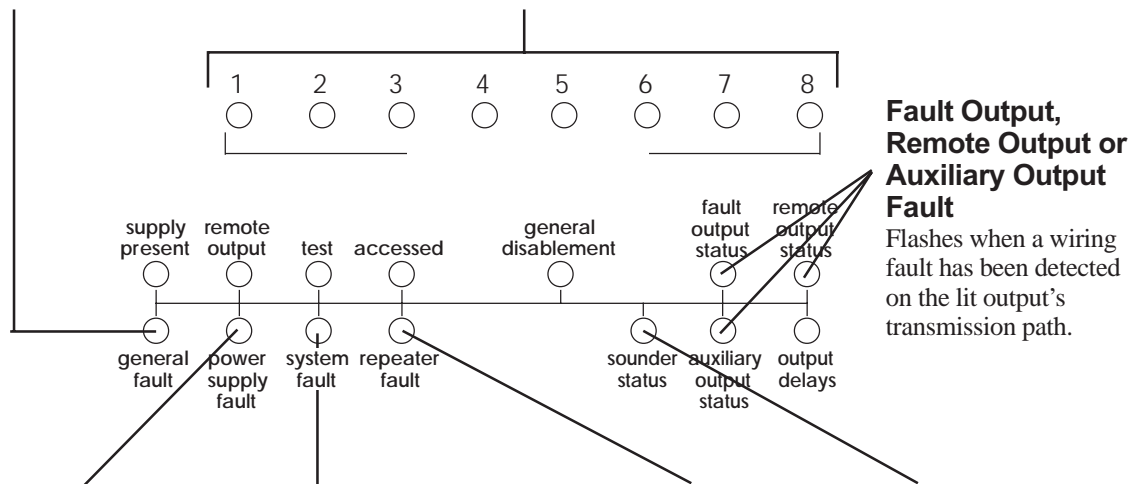 1 2 3 4 5 6 7 8
Fault Output,
Remote Output or
Auxiliary Output
Fault
Flashes when a wiring
fault has been detected
on the lit output's
transmission path.
supply
present
remote
output
test
accessed
general
disablement
fault
output
status
remote
output
status
general
fault
power
supply
fault
system
fault
repeater
fault
sounder
status
auxiliary
output
status
output
delays